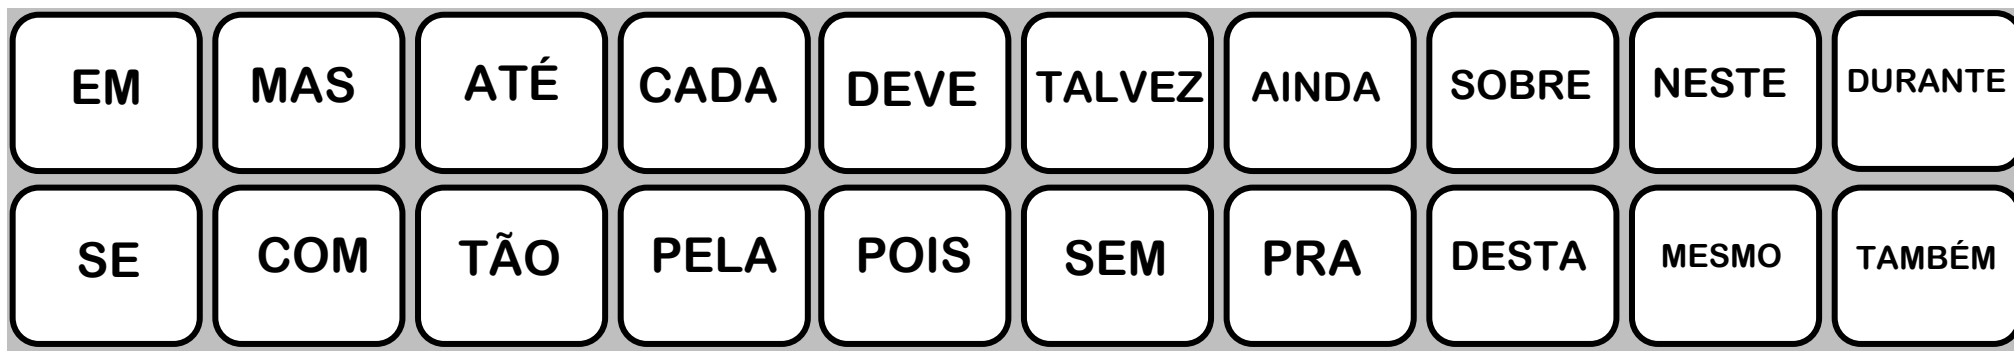 EM MAS ATÉ CADA DEVE TALVEZ AINDA SOBRE NESTE DURANTE
SE COM TÃO PELA POIS SEM PRA DESTA MESMO TAMBÉM